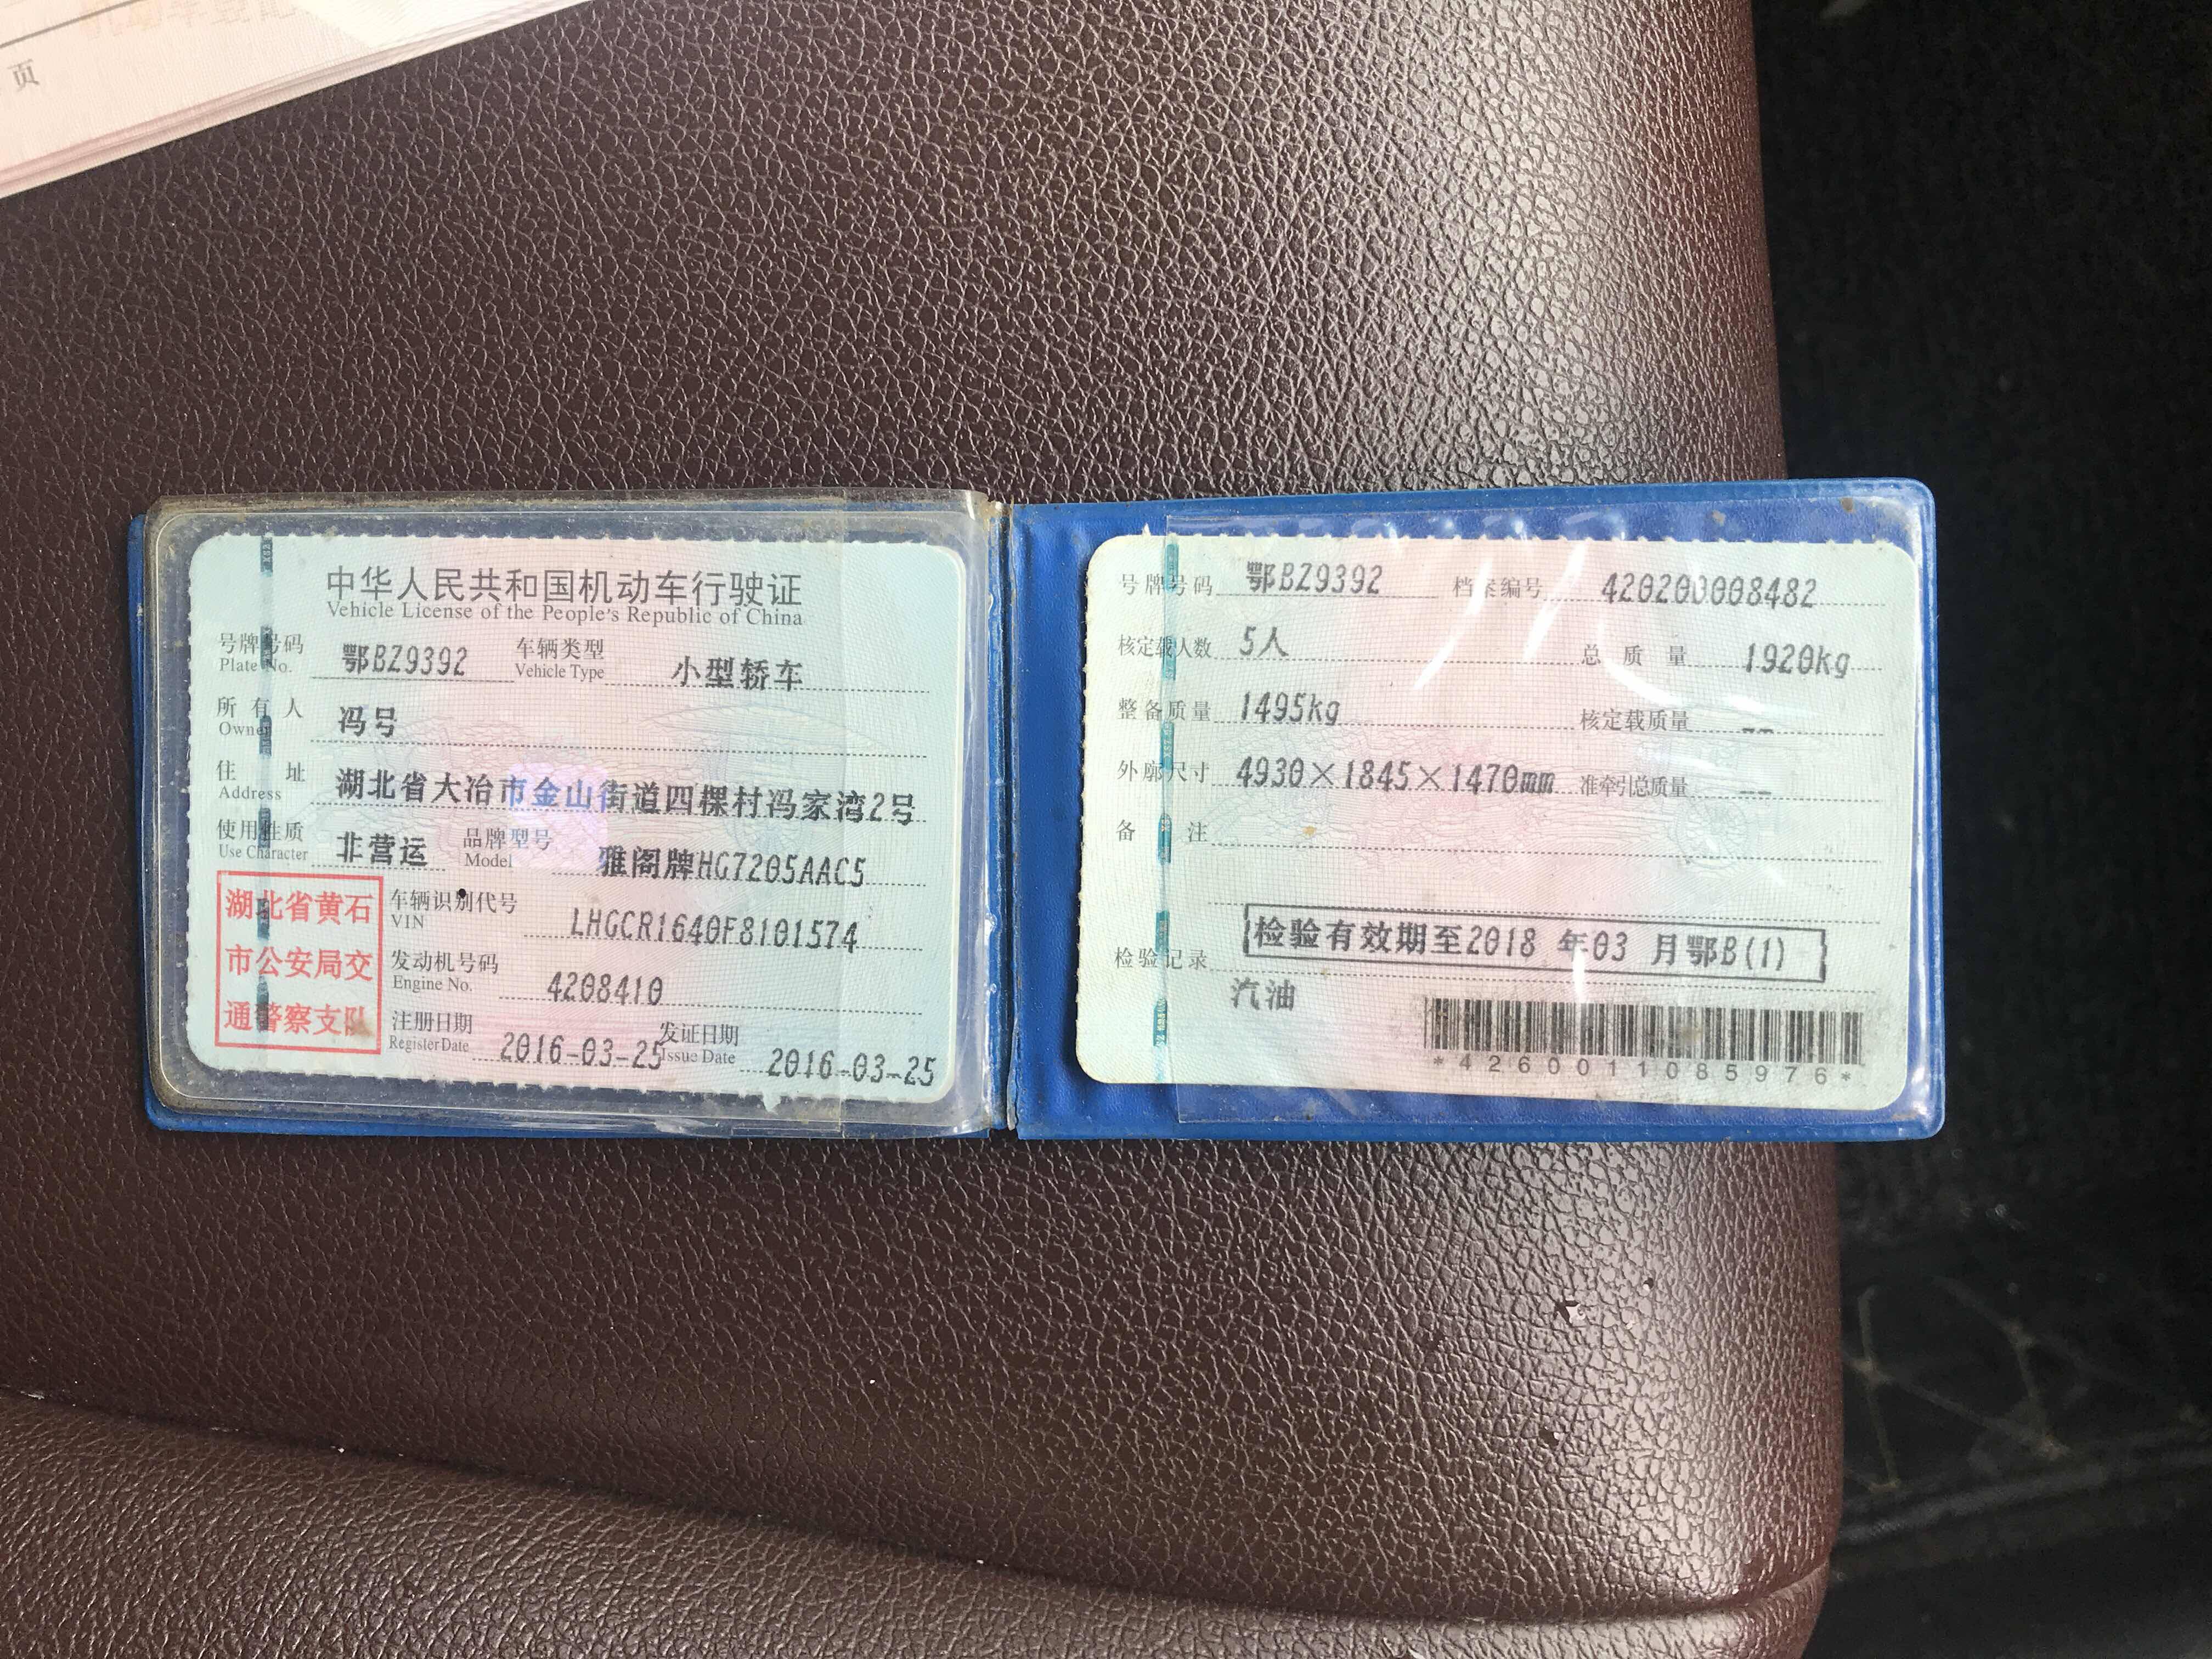 中华人民共和国机动车行驶证
Vehicle License of the People's Republic of China
号牌号码 鄂BZ9392 车辆类型 小型轿车
Plate No. Vehicle Type
所有人 冯号
Owner
住址 湖北省大冶市金山街道四棵村冯家湾2号
Address
使用性质 非营运 品牌型号 雅阁牌HG7205AAC5
Use Character Model
湖北省黄石
市公安局交
通警察支队
车辆识别代号 LHGCR1640F8101574
VIN
发动机号码 4208410
Engine No.
注册日期 2016-03-25 发证日期 2016-03-25
Register Date Issue Date
号牌号码 鄂BZ9392 档案编号 420203008482
核定载人数 5人 总质量 1920kg
整备质量 1495kg 核定载质量 --
外廓尺寸 4930×1845×1470mm 准牵引总质量 --
备注
检验有效期至2018年03月鄂B(1)
检验记录
汽油
*4260011085976*
页